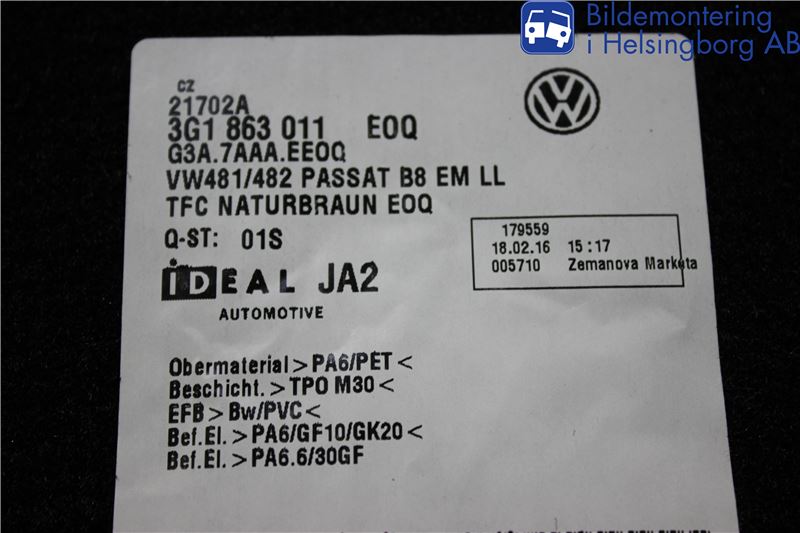 Bildemontering
i Helsingborg AB
CZ
21702A
3G1 863 011 EOQ
G3A.7AAA.EEOQ
VW481/482 PASSAT B8 EM LL
TFC NATURBRAUN EOQ
Q-ST: 01S
179559
18.02.16 15:17
005710 Zemanova Marketa
iDEAL JA2
AUTOMOTIVE
Obermaterial>PA6/PET<
Beschicht.>TPO M30<
EFB>Bw/PVC<
Bef.El.>PA6/GF10/GK20<
Bef.El.>PA6.6/30GF